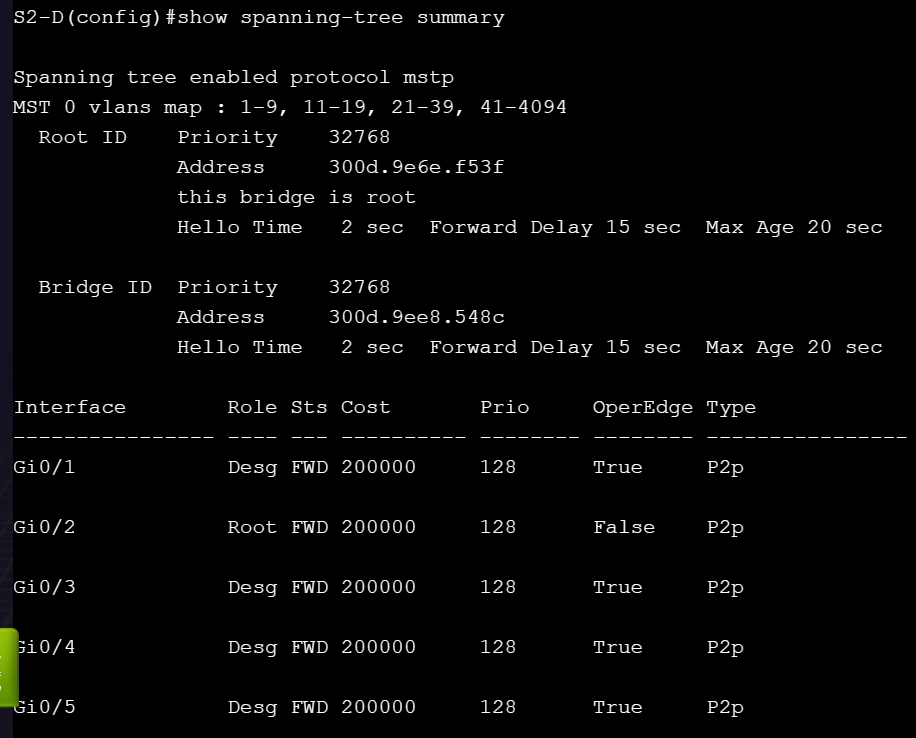 S2-D(config)#show spanning-tree summary
Spanning tree enabled protocol mstp
MST 0 vlans map : 1-9, 11-19, 21-39, 41-4094
Root ID Priority 32768
Address 300d.9e6e.f53f
this bridge is root
Hello Time 2 sec Forward Delay 15 sec Max Age 20 sec
Bridge ID Priority 32768
Address 300d.9ee8.548c
Hello Time 2 sec Forward Delay 15 sec Max Age 20 sec
Interface Role Sts Cost Prio OperEdge Type
---------------- ---- --- ---------- -------- -------- ----------------
Gi0/1 Desg FWD 200000 128 True P2p
Gi0/2 Root FWD 200000 128 False P2p
Gi0/3 Desg FWD 200000 128 True P2p
Gi0/4 Desg FWD 200000 128 True P2p
Gi0/5 Desg FWD 200000 128 True P2p